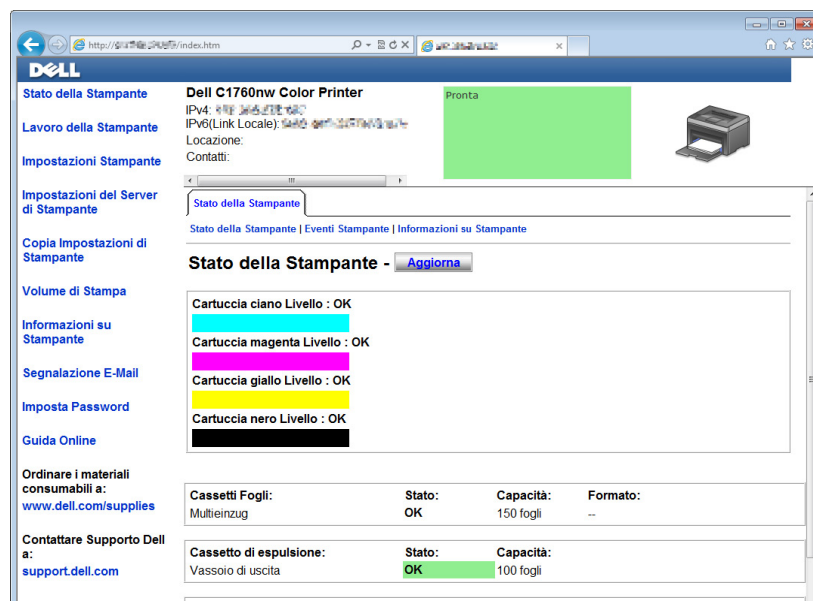 http://
/index.htm
DELL
Stato della Stampante
Lavoro della Stampante
Impostazioni Stampante
Impostazioni del Server
di Stampante
Copia Impostazioni di
Stampante
Volume di Stampa
Informazioni su
Stampante
Segnalazione E-Mail
Imposta Password
Guida Online
Ordinare i materiali
consumabili a:
www.dell.com/supplies
Contattare Supporto Dell
a:
support.dell.com
Dell C1760nw Color Printer
IPv4:
IPv6(Link Locale):
Locazione:
Contatti:
Pronta
Stato della Stampante
Stato della Stampante | Eventi Stampante | Informazioni su Stampante
Stato della Stampante - Aggiorna
Cartuccia ciano Livello : OK
Cartuccia magenta Livello : OK
Cartuccia giallo Livello : OK
Cartuccia nero Livello : OK
Cassetti Fogli: Stato: Capacità: Formato:
Multieinzug OK 150 fogli --
Cassetto di espulsione: Stato: Capacità:
Vassoio di uscita OK 100 fogli